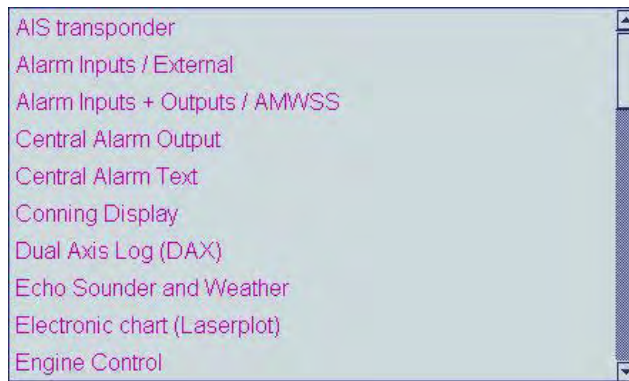 AIS transponder
Alarm Inputs / External
Alarm Inputs + Outputs / AMWSS
Central Alarm Output
Central Alarm Text
Conning Display
Dual Axis Log (DAX)
Echo Sounder and Weather
Electronic chart (Laserplot)
Engine Control